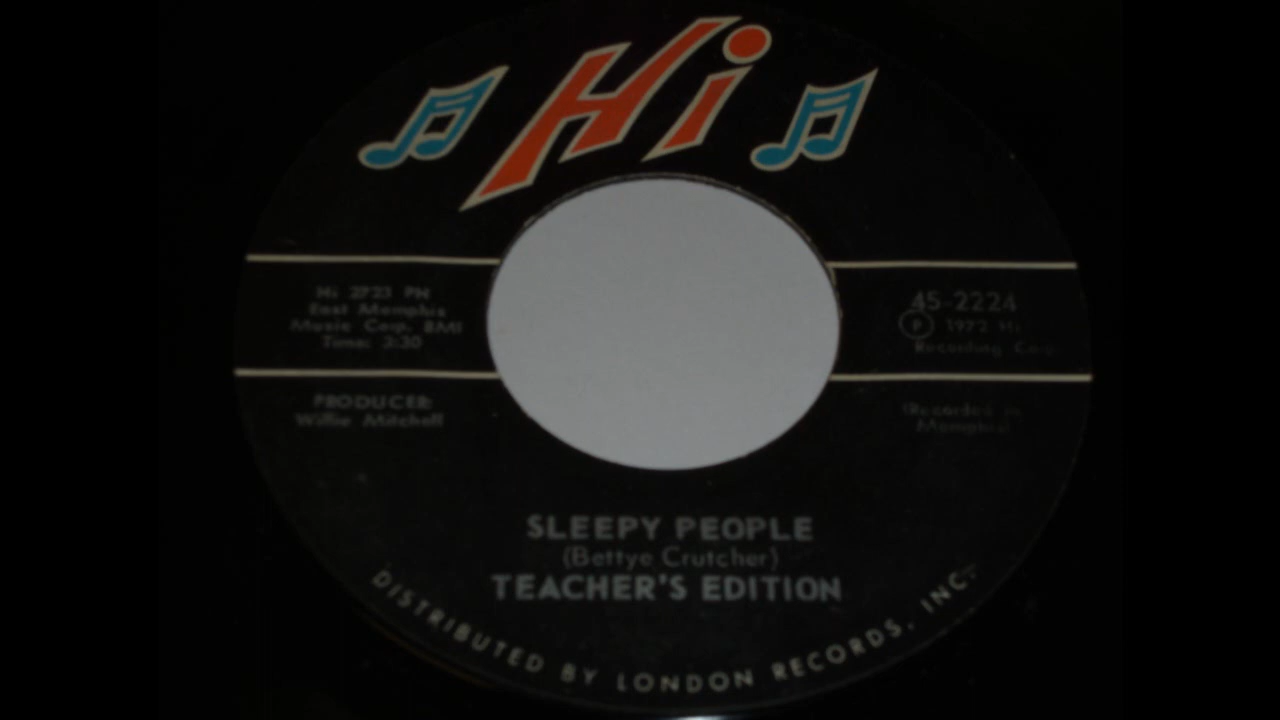 Hi
Hi 2723 PN
East Memphis
Music Corp. BMI
Time: 2:30
PRODUCER:
Willie Mitchell
45-2224
Ⓟ 1972 Hi
Recording Corp.
(Recorded in
Memphis)
SLEEPY PEOPLE
(Bettye Crutcher)
TEACHER'S EDITION
DISTRIBUTED BY LONDON RECORDS, INC.